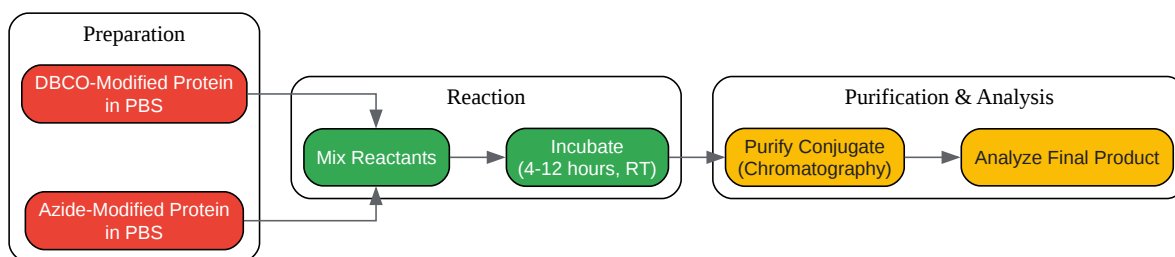 Preparation
DBCO-Modified Protein
in PBS
Azide-Modified Protein
in PBS
Reaction
Mix Reactants
Incubate
(4-12 hours, RT)
Purification & Analysis
Purify Conjugate
(Chromatography)
Analyze Final Product